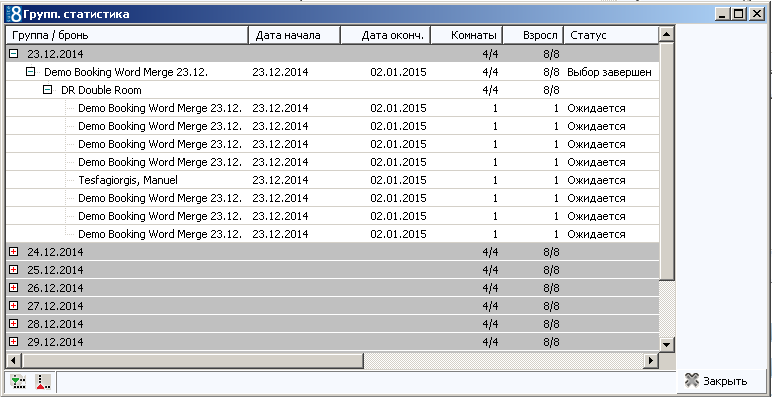 8 Групп. статистика
Группа / бронь Дата начала Дата оконч. Комнаты Взросл Статус
23.12.2014 4/4 8/8
Demo Booking Word Merge 23.12. 23.12.2014 02.01.2015 4/4 8/8 Выбор завершен
DR Double Room 4/4 8/8
Demo Booking Word Merge 23.12. 23.12.2014 02.01.2015 1 1 Ожидается
Demo Booking Word Merge 23.12. 23.12.2014 02.01.2015 1 1 Ожидается
Demo Booking Word Merge 23.12. 23.12.2014 02.01.2015 1 1 Ожидается
Demo Booking Word Merge 23.12. 23.12.2014 02.01.2015 1 1 Ожидается
Tesfagiorgis, Manuel 23.12.2014 02.01.2015 1 1 Ожидается
Demo Booking Word Merge 23.12. 23.12.2014 02.01.2015 1 1 Ожидается
Demo Booking Word Merge 23.12. 23.12.2014 02.01.2015 1 1 Ожидается
Demo Booking Word Merge 23.12. 23.12.2014 02.01.2015 1 1 Ожидается
24.12.2014 4/4 8/8
25.12.2014 4/4 8/8
26.12.2014 4/4 8/8
27.12.2014 4/4 8/8
28.12.2014 4/4 8/8
29.12.2014 4/4 8/8
Закрыть